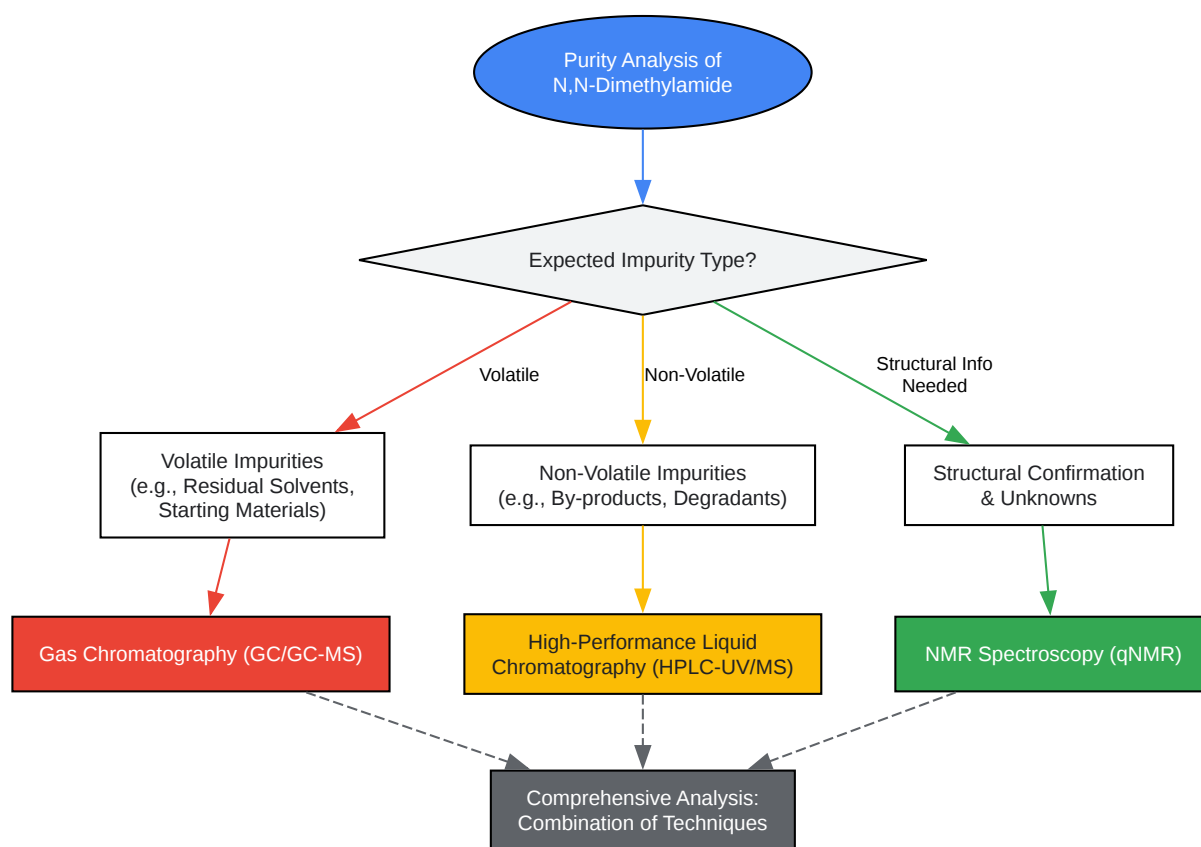 Purity Analysis of
N,N-Dimethylamide
Expected Impurity Type?
Volatile
Non-Volatile
Structural Info
Needed
Volatile Impurities
(e.g., Residual Solvents,
Starting Materials)
Non-Volatile Impurities
(e.g., By-products, Degradants)
Structural Confirmation
& Unknowns
Gas Chromatography (GC/GC-MS)
High-Performance Liquid
Chromatography (HPLC-UV/MS)
NMR Spectroscopy (qNMR)
Comprehensive Analysis:
Combination of Techniques